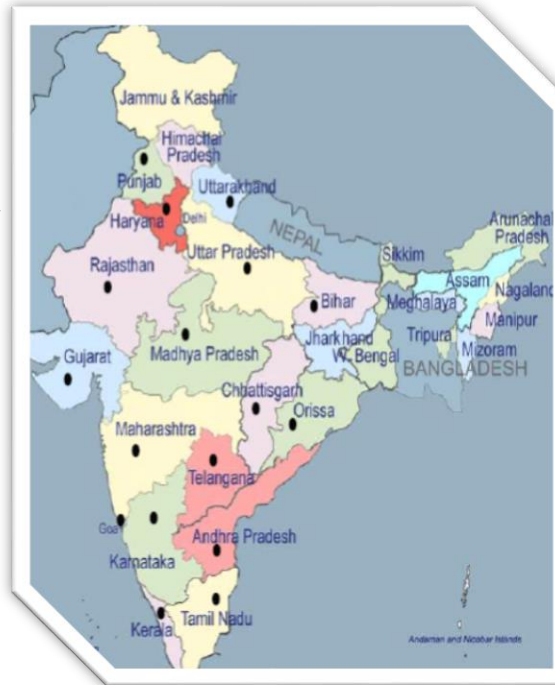 Jammu & Kashmir
Himachal
Pradesh
Punjab
Uttarakhand
Haryana
Delhi
NEPAL
Arunachal
Pradesh
Sikkim
Uttar Pradesh
Rajasthan
Assam
Nagaland
Bihar
Meghalaya
Manipur
Jharkhand
Tripura
Mizoram
Gujarat
Madhya Pradesh
W. Bengal
BANGLADESH
Chhattisgarh
Orissa
Maharashtra
Telangana
Goa
Andhra Pradesh
Karnataka
Tamil Nadu
Kerala
Andaman and Nicobar Islands